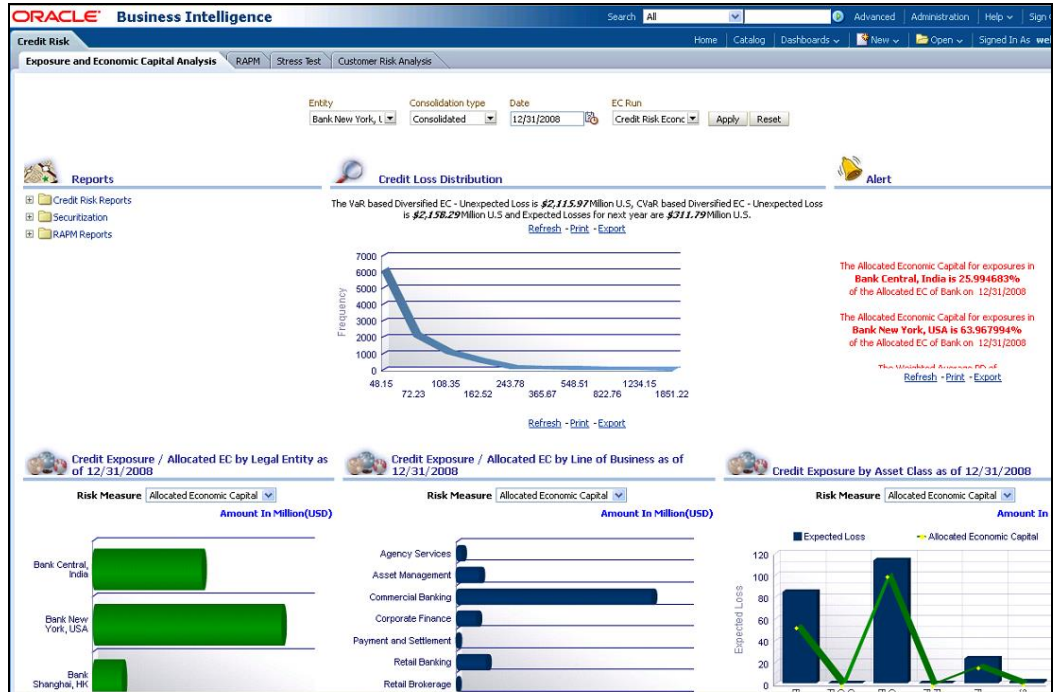 ORACLE Business Intelligence
Search All Advanced Administration Help Sign
Credit Risk
Home Catalog Dashboards New Open Signed In As
Exposure and Economic Capital Analysis RAPM Stress Test Customer Risk Analysis
Entity Consolidation type Date EC Run
Bank New York, U Consolidated 12/31/2008 Credit Risk Econc Apply Reset
Reports
Credit Risk Reports
Securitization
RAPM Reports
Credit Loss Distribution
The VaR based Diversified EC - Unexpected Loss is $2,115.97 Million U.S, CVaR based Diversified EC - Unexpected Loss
is $2,158.29 Million U.S and Expected Losses for next year are $311.79 Million U.S.
Refresh - Print - Export
7000
6000
5000
4000
3000
2000
1000
0
Frequency
48.15 108.35 243.78 548.51 1234.15
72.23 162.52 365.67 822.76 1851.22
Refresh - Print - Export
Alert
The Allocated Economic Capital for exposures in
Bank Central, India is 25.994683%
of the Allocated EC of Bank on 12/31/2008
The Allocated Economic Capital for exposures in
Bank New York, USA is 63.967994%
of the Allocated EC of Bank on 12/31/2008
The Weighted Average PD of
Refresh - Print - Export
Credit Exposure / Allocated EC by Legal Entity as
of 12/31/2008
Risk Measure Allocated Economic Capital
Amount In Million(USD)
Bank Central,
India
Bank New
York, USA
Bank
Shanghai, HK
Credit Exposure / Allocated EC by Line of Business as of
12/31/2008
Risk Measure Allocated Economic Capital
Amount In Million(USD)
Agency Services
Asset Management
Commercial Banking
Corporate Finance
Payment and Settlement
Retail Banking
Retail Brokerage
Credit Exposure by Asset Class as of 12/31/2008
Risk Measure Allocated Economic Capital
Amount In
Expected Loss Allocated Economic Capital
120
100
80
60
40
20
0
Expected Loss